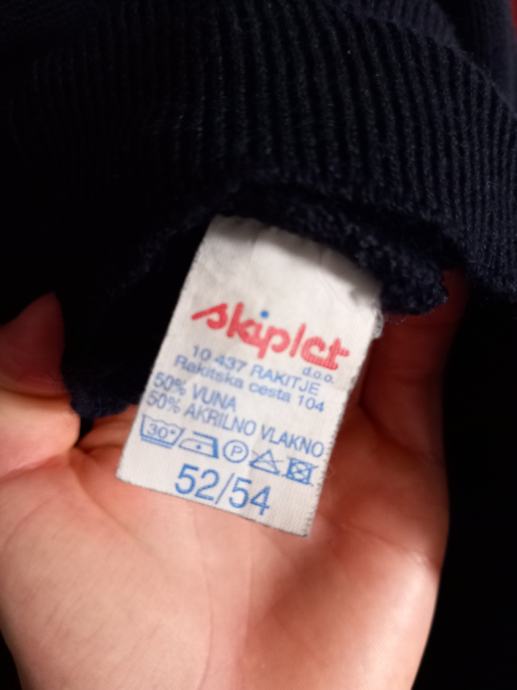 skiplet
d.o.o.
10 437 RAKITJE
Rakitska cesta 104
50% VUNA
50% AKRILNO VLAKNO
30°
P
52/54